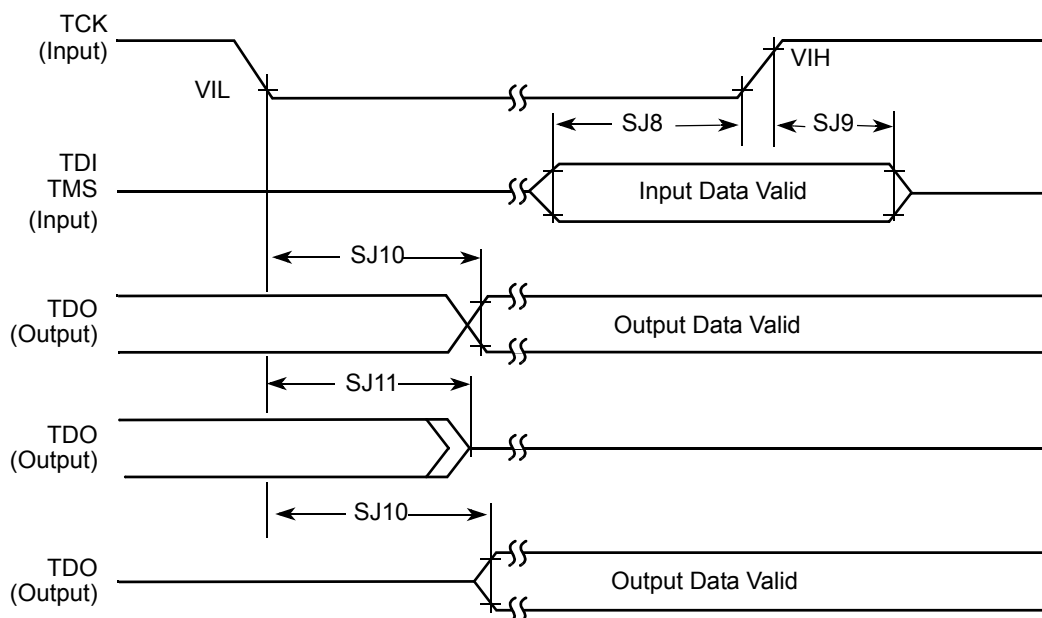 TCK
(Input)
VIL
VIH
SJ8
SJ9
TDI
TMS
(Input)
Input Data Valid
SJ10
TDO
(Output)
Output Data Valid
SJ11
TDO
(Output)
SJ10
TDO
(Output)
Output Data Valid